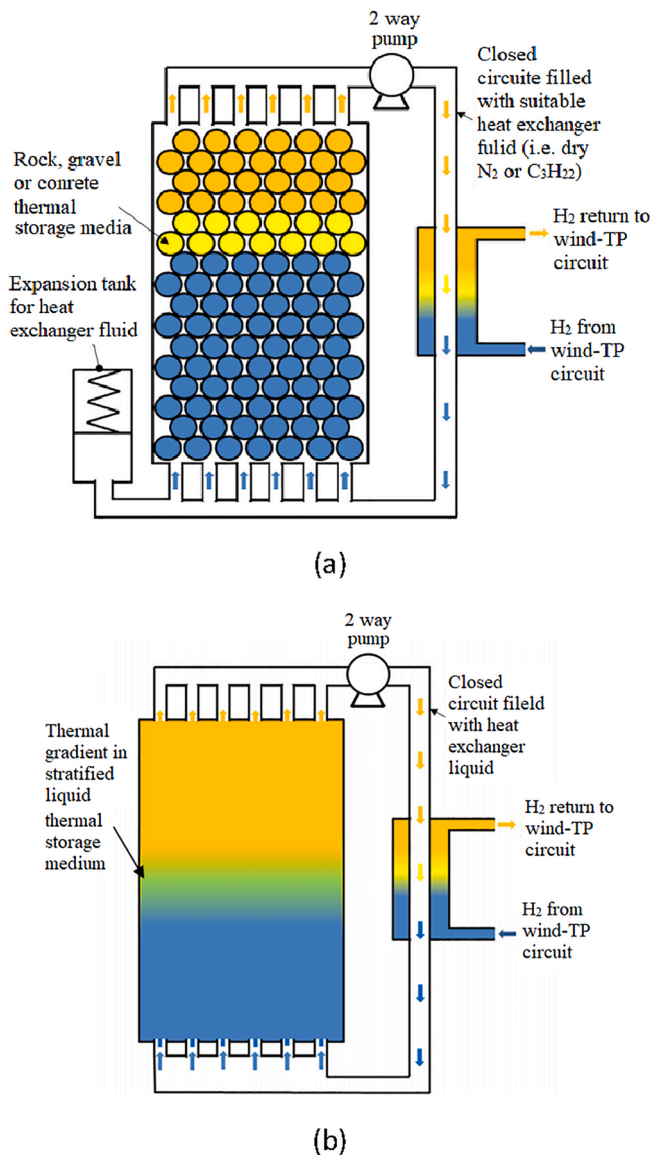 2 way
pump
Closed
circuite filled
with suitable
heat exchanger
fulid (i.e. dry
N₂ or C₃H₂₂)
Rock, gravel
or conrete
thermal
storage media
H₂ return to
wind-TP
circuit
Expansion tank
for heat
exchanger fluid
H₂ from
wind-TP
circuit
(a)
2 way
pump
Closed
circuit fileld
with heat
exchanger
liquid
Thermal
gradient in
stratified
liquid
thermal
storage
medium
H₂ return to
wind-TP
circuit
H₂ from
wind-TP
circuit
(b)